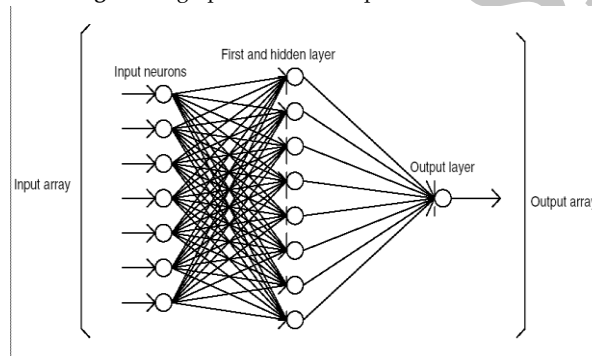 First and hidden layer
Input neurons
Output layer
Input array
Output array